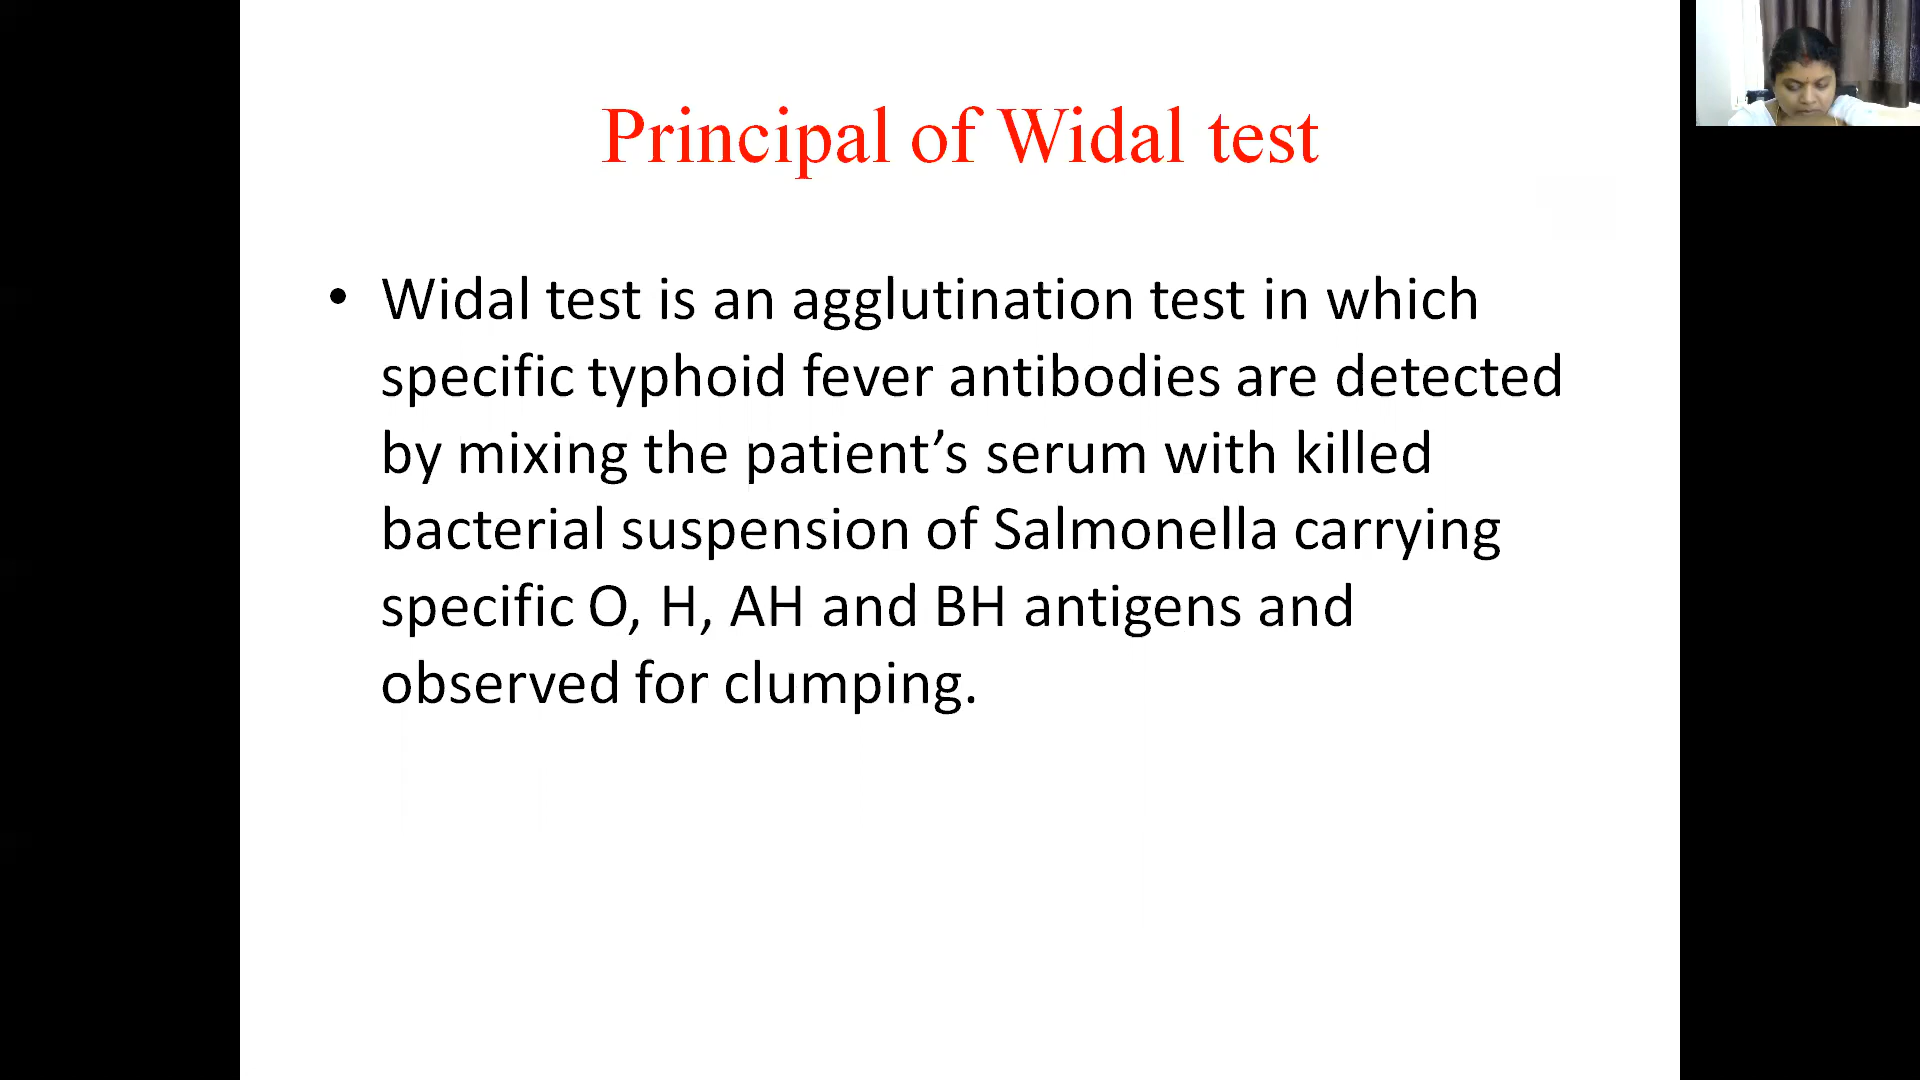 Principal of Widal test
• Widal test is an agglutination test in which
specific typhoid fever antibodies are detected
by mixing the patient’s serum with killed
bacterial suspension of Salmonella carrying
specific O, H, AH and BH antigens and
observed for clumping.